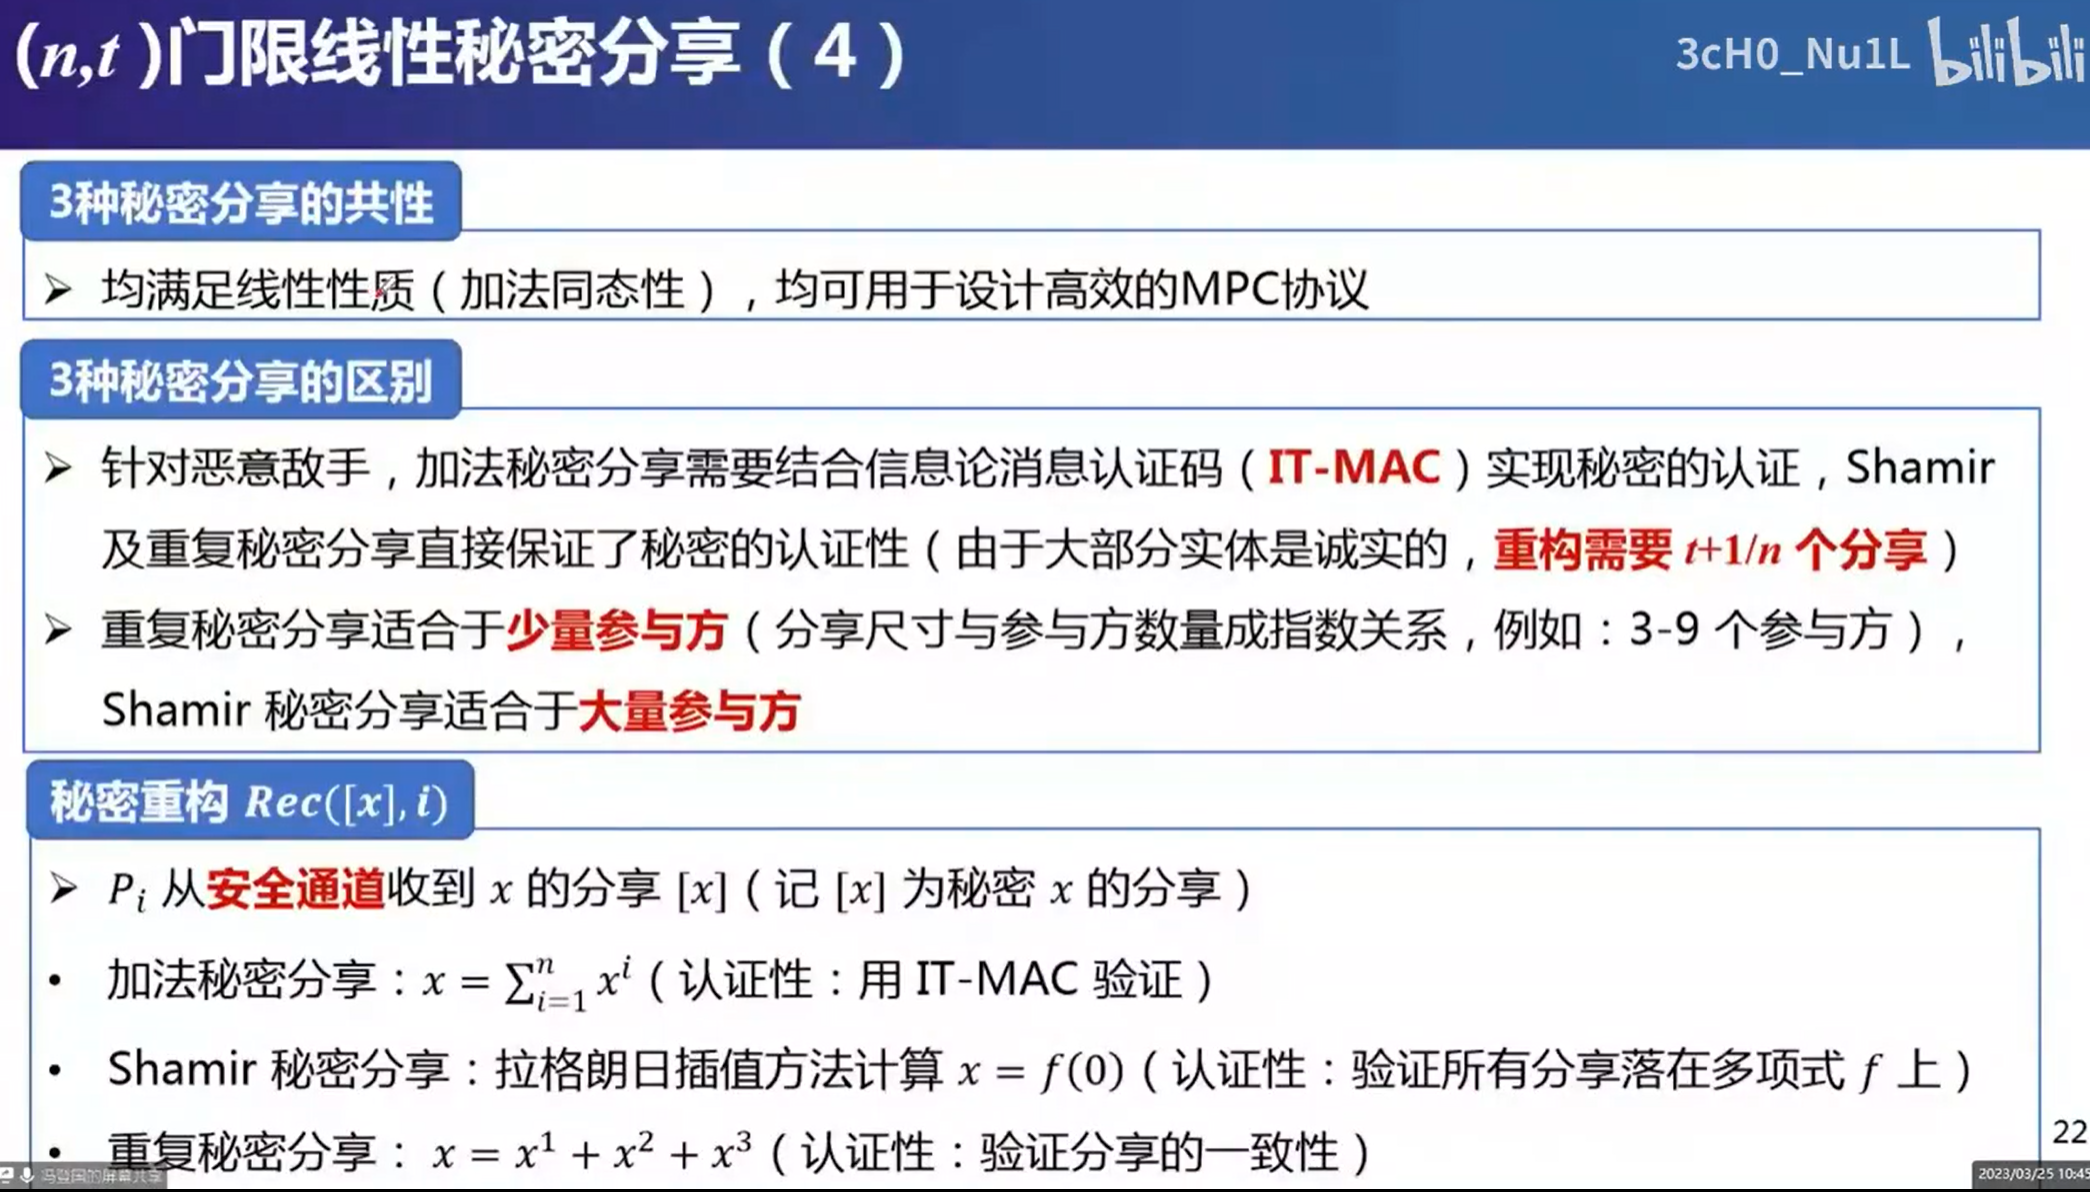 (n,t )门限线性秘密分享（4）
3cH0_Nu1L bilibili
3种秘密分享的共性
➢ 均满足线性性质（加法同态性），均可用于设计高效的MPC协议
3种秘密分享的区别
➢ 针对恶意敌手，加法秘密分享需要结合信息论消息认证码（IT-MAC）实现秘密的认证，Shamir
及重复秘密分享直接保证了秘密的认证性（由于大部分实体是诚实的，重构需要 t+1/n 个分享）
➢ 重复秘密分享适合于少量参与方（分享尺寸与参与方数量成指数关系，例如：3-9 个参与方），
Shamir 秘密分享适合于大量参与方
秘密重构 Rec([x], i)
➢ Pᵢ 从安全通道收到 x 的分享 [x]（记 [x] 为秘密 x 的分享）
• 加法秘密分享：x = ∑ⁿᵢ₌₁ xⁱ（认证性：用 IT-MAC 验证）
• Shamir 秘密分享：拉格朗日插值方法计算 x = f(0)（认证性：验证所有分享落在多项式 f 上）
• 重复秘密分享： x = x¹ + x² + x³（认证性：验证分享的一致性）
22
冯登国的屏幕共享
2023/03/25 10:45